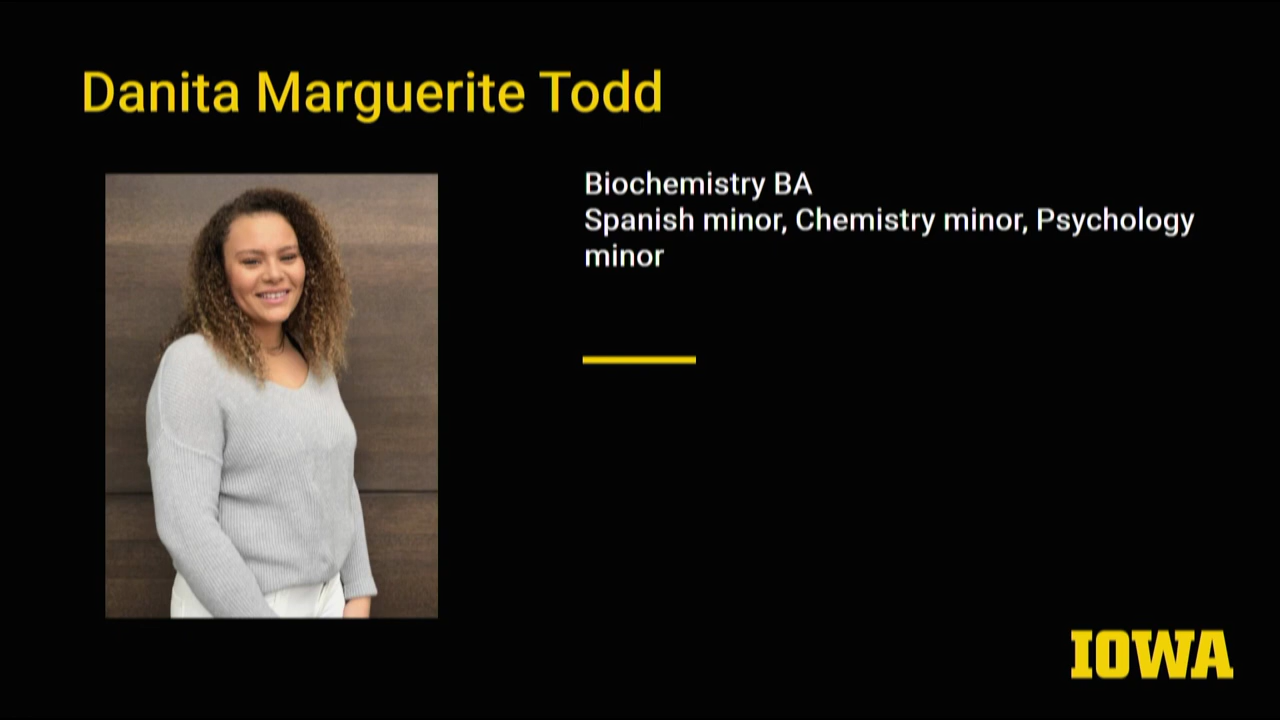 Danita Marguerite Todd
Biochemistry BA
Spanish minor, Chemistry minor, Psychology
minor
IOWA